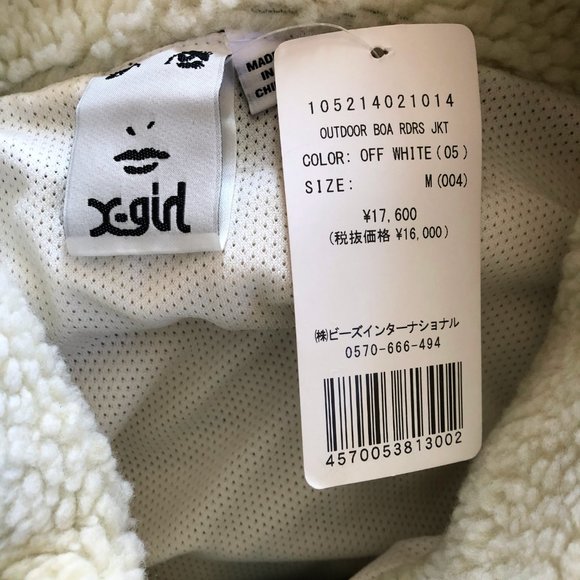 X-girl
MADE
IN
105214021014
OUTDOOR BOA RDRS JKT
COLOR: OFF WHITE(05)
SIZE: M(004)
¥17,600
(税抜価格 ¥16,000)
㈱ビーズインターナショナル
0570-666-494
4570053813002